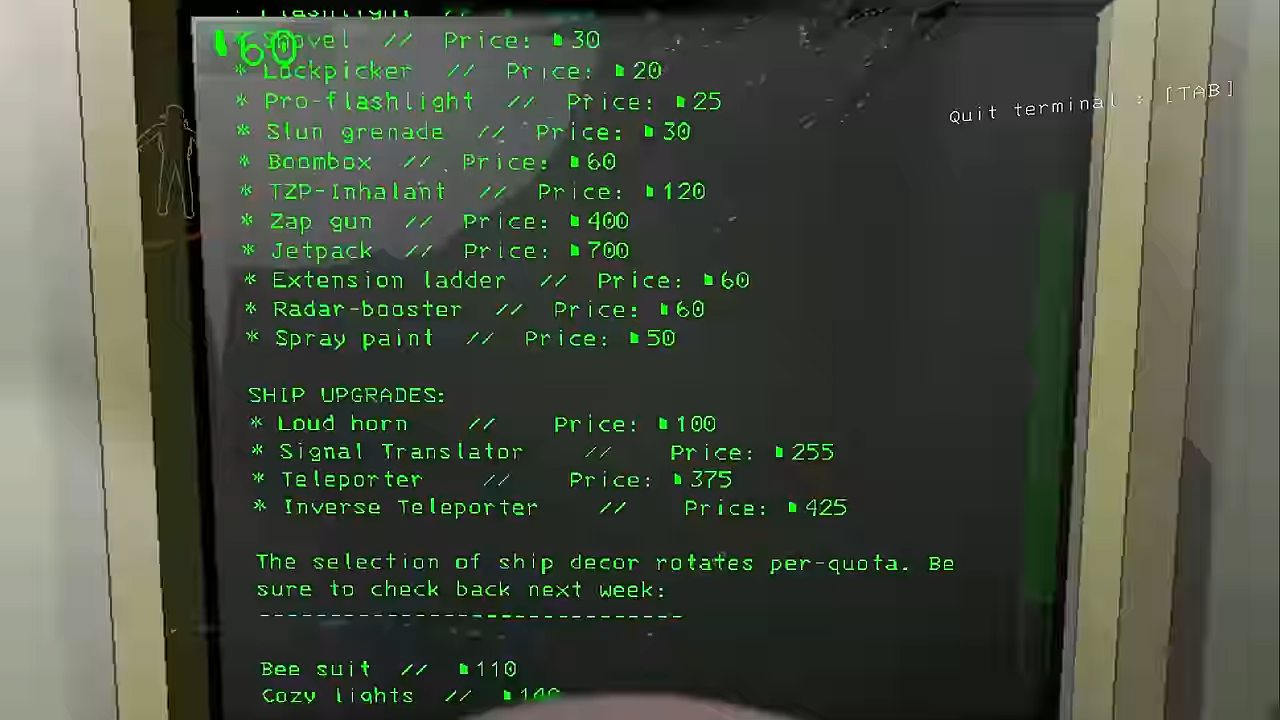 * Flashlight //
* Shovel // Price: ▮30
▮60
* Lockpicker // Price: ▮20
* Pro-flashlight // Price: ▮25
Quit terminal : [TAB]
* Stun grenade // Price: ▮30
* Boombox // Price: ▮60
* TZP-Inhalant // Price: ▮120
* Zap gun // Price: ▮400
* Jetpack // Price: ▮700
* Extension ladder // Price: ▮60
* Radar-booster // Price: ▮60
* Spray paint // Price: ▮50
SHIP UPGRADES:
* Loud horn // Price: ▮100
* Signal Translator // Price: ▮255
* Teleporter // Price: ▮375
* Inverse Teleporter // Price: ▮425
The selection of ship decor rotates per-quota. Be
sure to check back next week:
------------------------------
Bee suit // ▮110
Cozy lights // ▮140